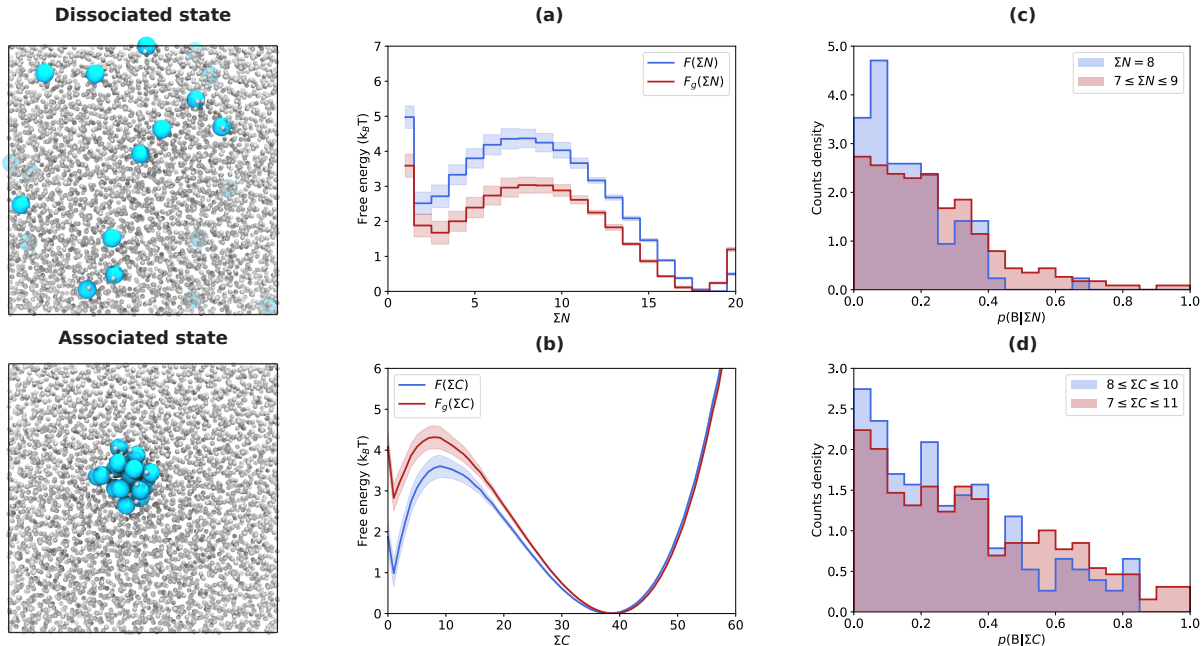 Dissociated state
Associated state
(a)
Free energy (k_BT)
7
6
5
4
3
2
1
0
5
10
15
20
ΣN
F(ΣN)
F_g(ΣN)
(b)
Free energy (k_BT)
6
5
4
3
2
1
0
0
10
20
30
40
50
60
ΣC
F(ΣC)
F_g(ΣC)
(c)
Counts density
5.0
4.0
3.0
2.0
1.0
0.0
0.0
0.2
0.4
0.6
0.8
1.0
p(B|ΣN)
ΣN = 8
7 ≤ ΣN ≤ 9
(d)
Counts density
3.0
2.5
2.0
1.5
1.0
0.5
0.0
0.0
0.2
0.4
0.6
0.8
1.0
p(B|ΣC)
8 ≤ ΣC ≤ 10
7 ≤ ΣC ≤ 11